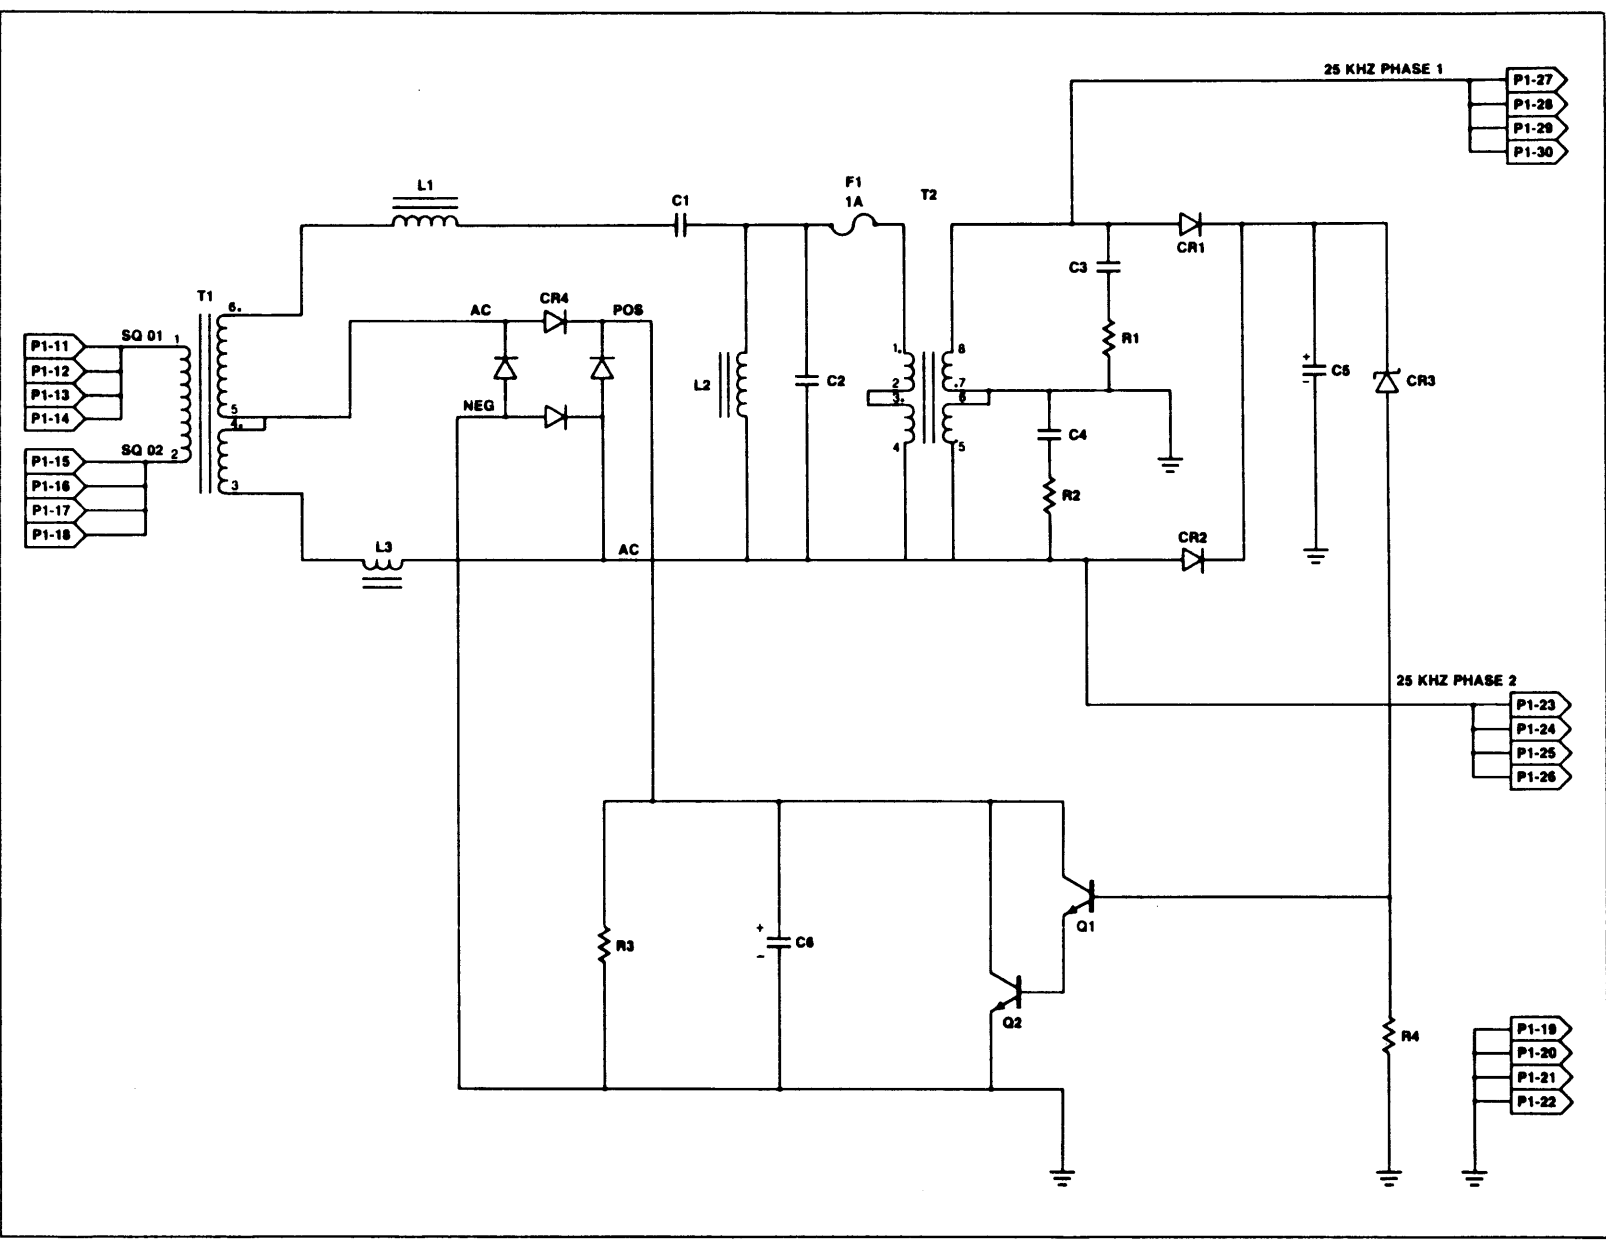 25 KHZ PHASE 1
P1-27
P1-28
P1-29
P1-30
L1
C1
F1
1A
T2
CR1
C3
R1
T1
6.
SQ 01
1
P1-11
P1-12
P1-13
P1-14
AC
CR4
POS
NEG
5
4.
SQ 02
2
P1-15
P1-16
P1-17
P1-18
3
L2
C2
1.
2
3.
4
8
.7
6
5
C4
R2
+
-
C5
CR3
L3
AC
CR2
25 KHZ PHASE 2
P1-23
P1-24
P1-25
P1-26
R3
+
-
C6
Q1
Q2
R4
P1-19
P1-20
P1-21
P1-22